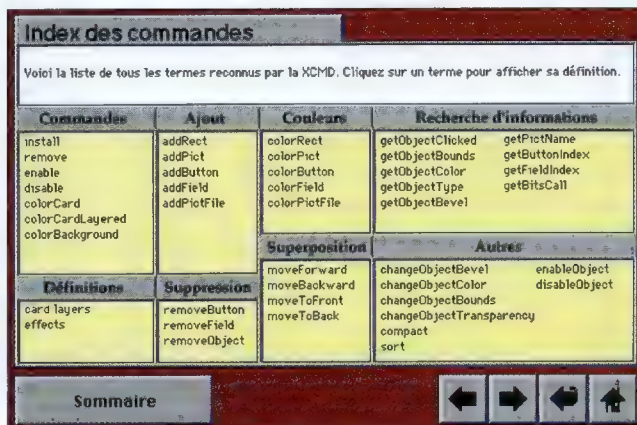 Index des commandes
Voici la liste de tous les termes reconnus par la XCMD. Cliquez sur un terme pour afficher sa définition.
Commandes
install
remove
enable
disable
colorCard
colorCardLayered
colorBackground
Ajout
addRect
addPict
addButton
addField
addPictFile
Couleurs
colorRect
colorPict
colorButton
colorField
colorPictFile
Recherche d'informations
getObjectClicked
getObjectBounds
getObjectColor
getObjectType
getObjectBevel
getPictName
getButtonIndex
getFieldIndex
getBitsCall
Définitions
card layers
effects
Suppression
removeButton
removeField
removeObject
Superposition
moveForward
moveBackward
moveToFront
moveToBack
Autres
changeObjectBevel
changeObjectColor
changeObjectBounds
changeObjectTransparency
compact
sort
enableObject
disableObject
Sommaire